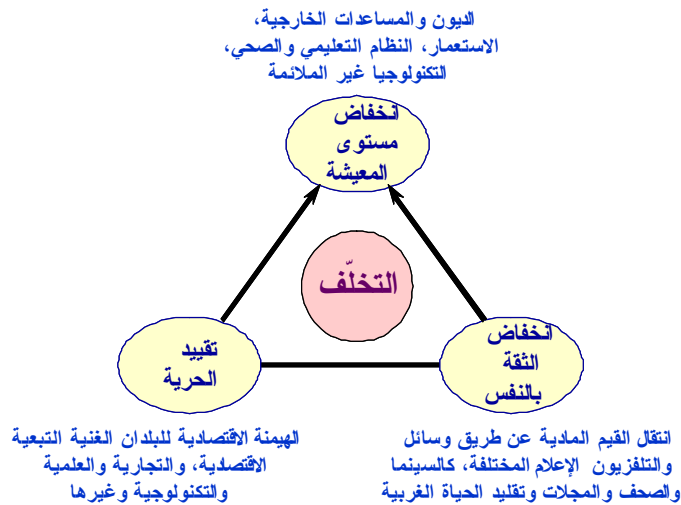 الديون والمساعدات الخارجية،
الاستعمار، النظام التعليمي والصحي،
التكنولوجيا غير الملائمة
انخفاض
مستوى
المعيشة
التخلّف
انخفاض
الثقة
بالنفس
تقييد
الحرية
انتقال القيم المادية عن طريق وسائل
والتلفزيون الإعلام المختلفة، كالسينما
والصحف والمجلات وتقليد الحياة الغربية
الهيمنة الاقتصادية للبلدان الغنية التبعية
الاقتصادية، والتجارية والعلمية
والتكنولوجية وغيرها